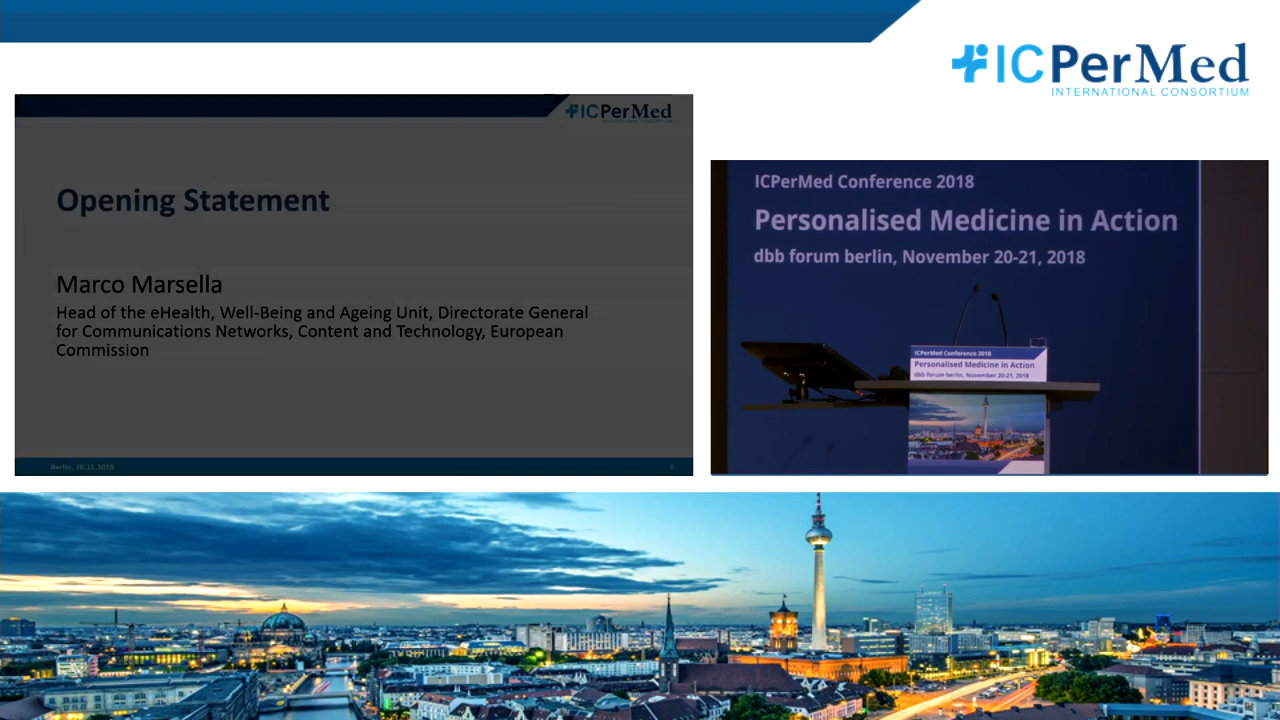 ICPerMed
INTERNATIONAL CONSORTIUM
ICPerMed
Opening Statement
Marco Marsella
Head of the eHealth, Well-Being and Ageing Unit, Directorate General
for Communications Networks, Content and Technology, European
Commission
Berlin, 20.11.2018
ICPerMed Conference 2018
Personalised Medicine in Action
dbb forum berlin, November 20-21, 2018
ICPerMed Conference 2018
Personalised Medicine in Action
dbb forum berlin, November 20-21, 2018